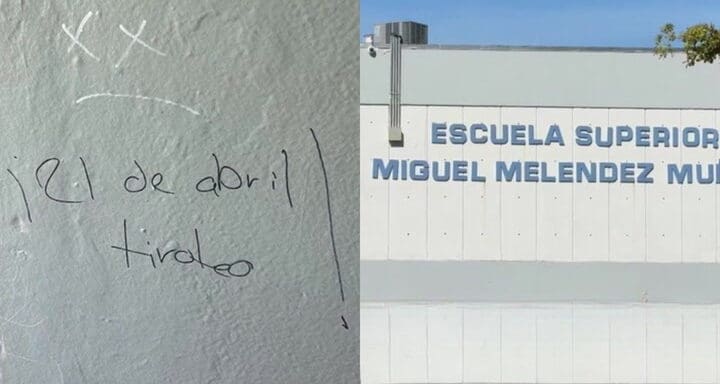 ¡21 de abril
tiroteo
ESCUELA SUPERIOR
MIGUEL MELENDEZ